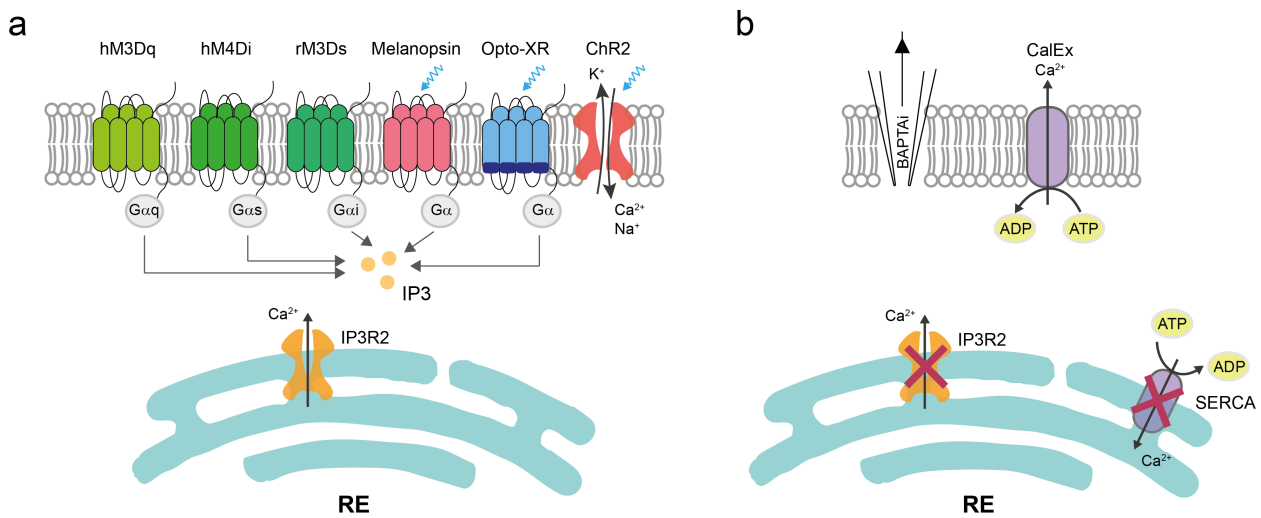 a
hM3Dq
hM4Di
rM3Ds
Melanopsin
Opto-XR
ChR2
K⁺
Gαq
Gαs
Gαi
Gα
Gα
Ca²⁺
Na⁺
IP3
Ca²⁺
IP3R2
RE
b
CalEx
Ca²⁺
BAPTAi
ADP
ATP
Ca²⁺
IP3R2
ATP
ADP
SERCA
Ca²⁺
RE